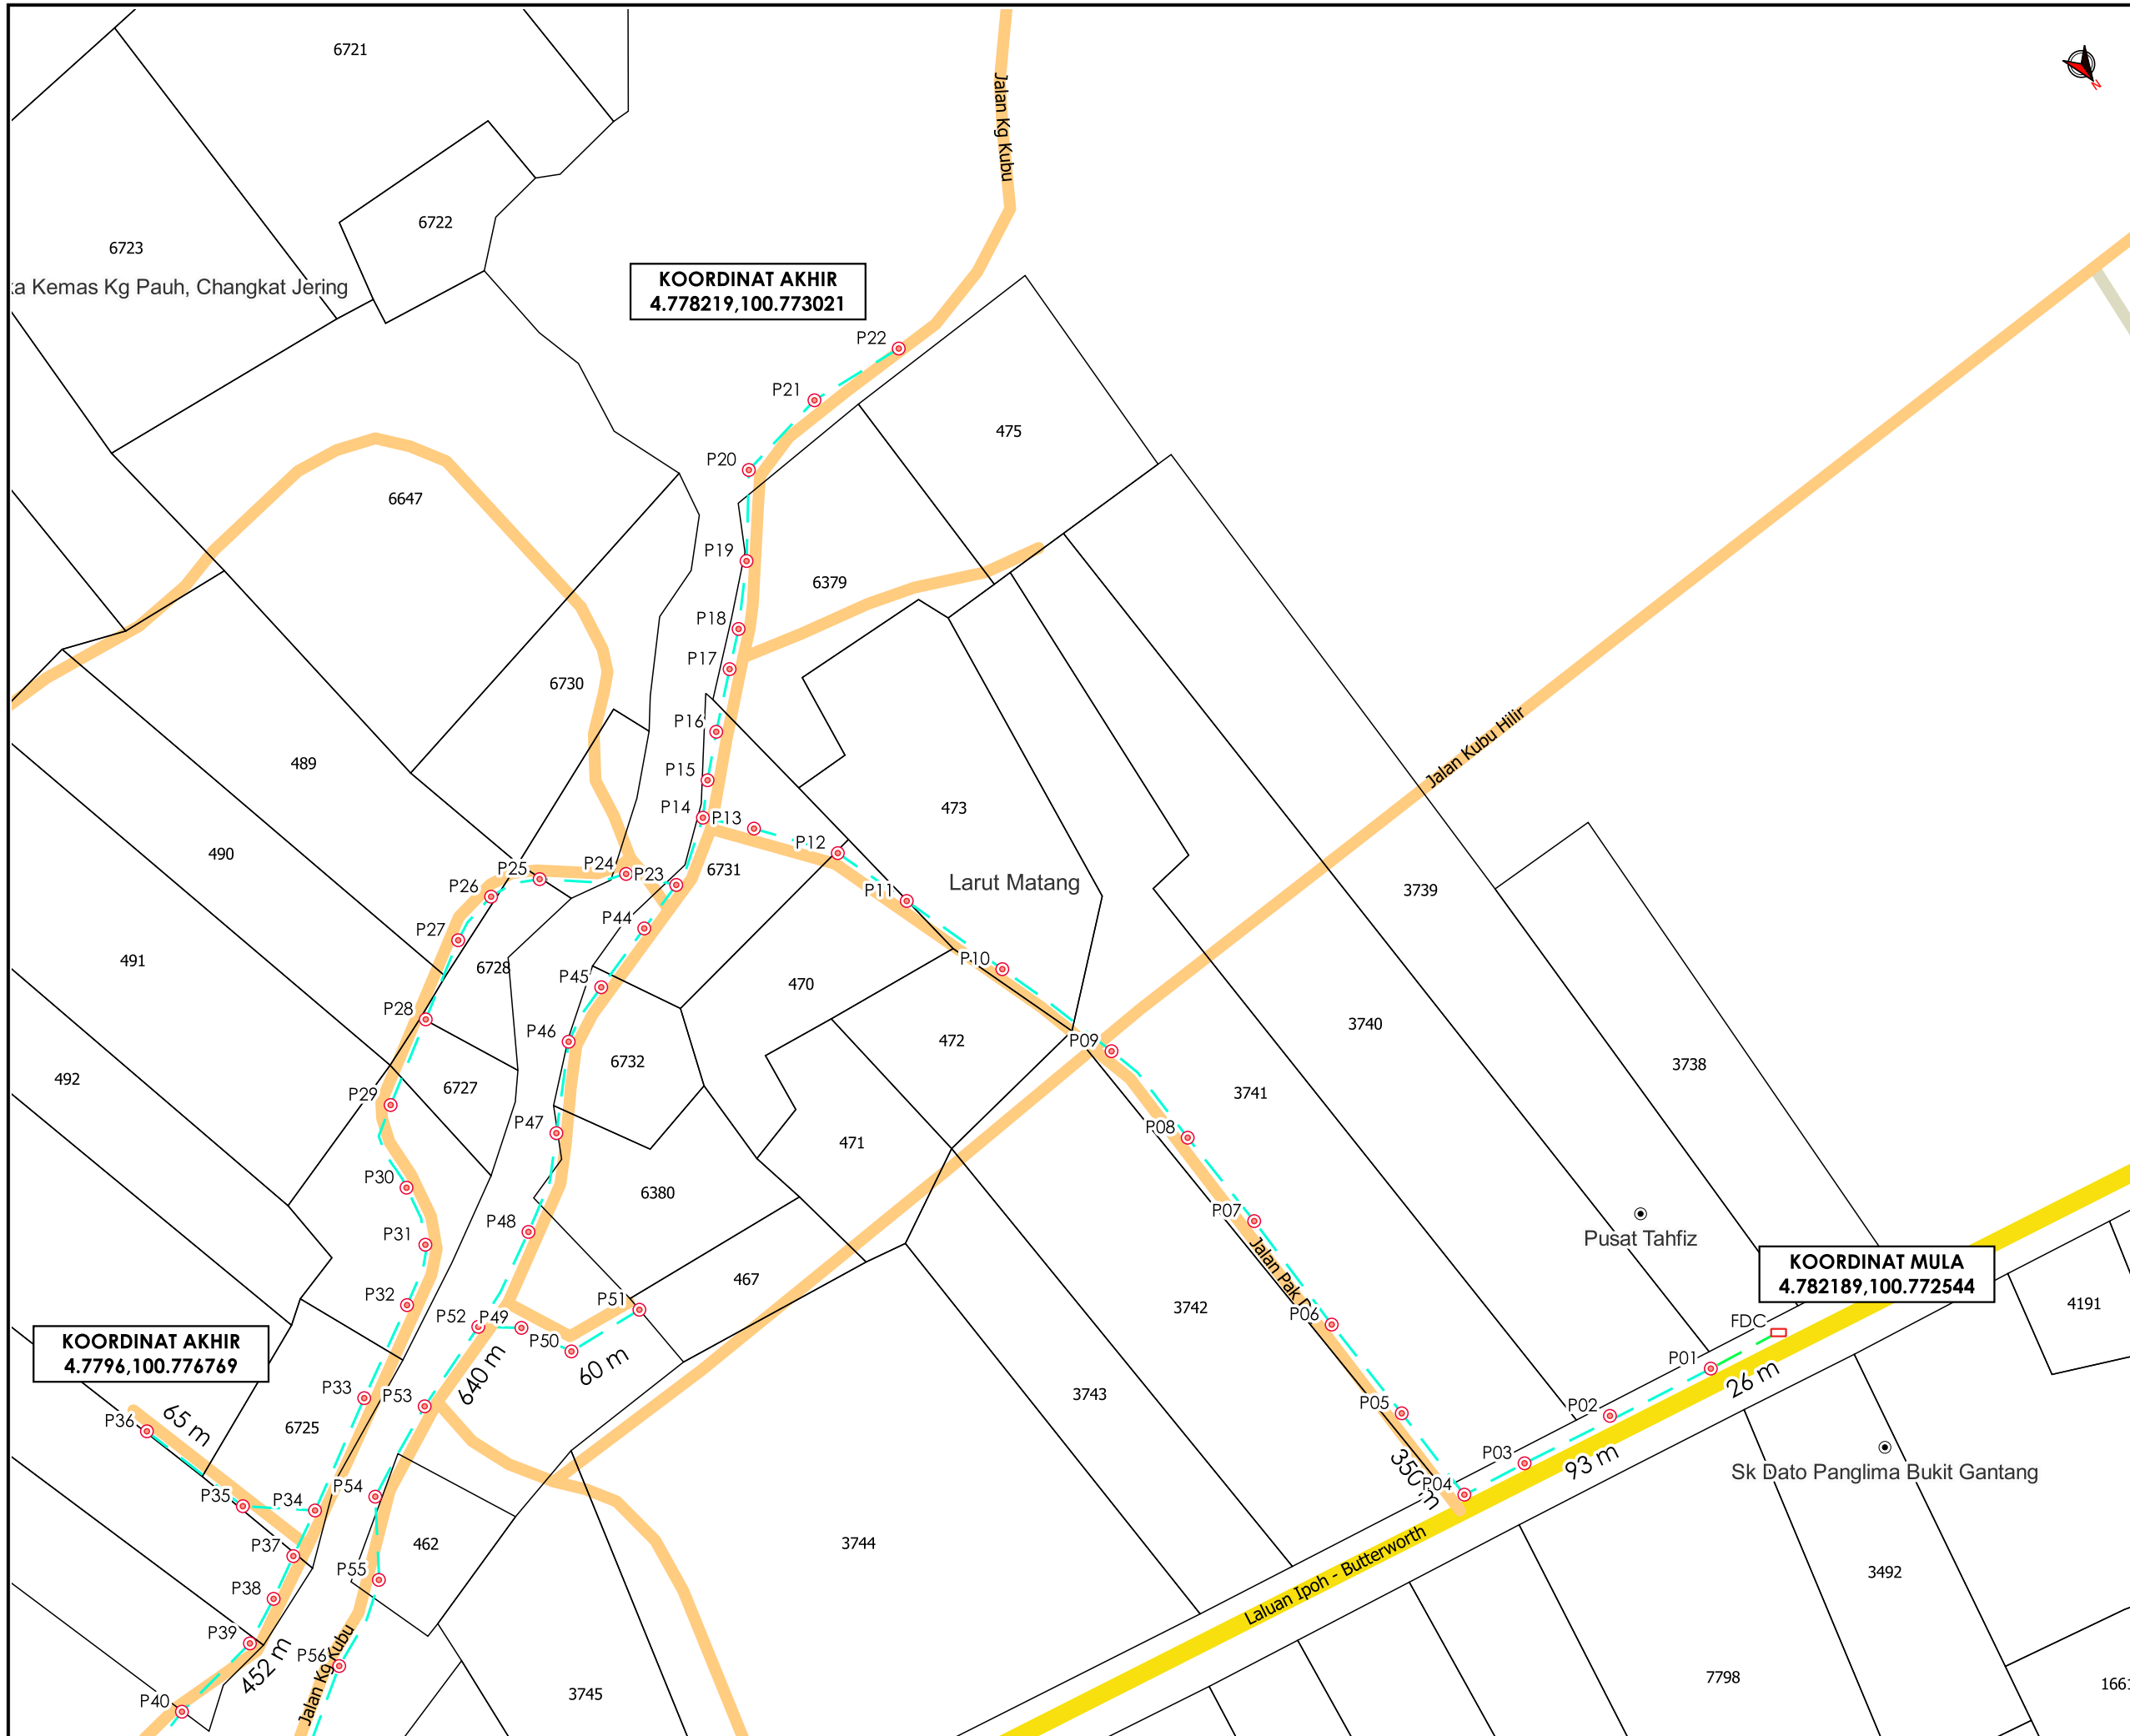 6721
Jalan Kg Kubu
N
6722
6723
ka Kemas Kg Pauh, Changkat Jering
KOORDINAT AKHIR
4.778219,100.773021
P22
P21
475
P20
6647
P19
6379
P18
P17
6730
P16
Jalan Kubu Hilir
489
P15
473
P14
P13
P12
490
P25
P24
P23
6731
Larut Matang
P26
P11
3739
P44
P27
491
6728
P45
P10
470
P28
3740
P46
P09
472
6732
3738
492
6727
P29
3741
P47
P08
471
P30
6380
P07
P31
P48
Pusat Tahfiz
Jalan Pak
KOORDINAT MULA
4.782189,100.772544
467
P32
P51
3742
P06
4191
P52
P49
FDC
KOORDINAT AKHIR
4.7796,100.776769
P50
60 m
640 m
P01
26 m
P33
P53
3743
P05
P02
65 m
P36
6725
P03
93 m
350 m
Sk Dato Panglima Bukit Gantang
P54
P04
P35
P34
P37
462
3744
Laluan Ipoh - Butterworth
P55
3492
P38
P39
452 m
P56
Jalan Kg Kubu
7798
1661
P40
3745